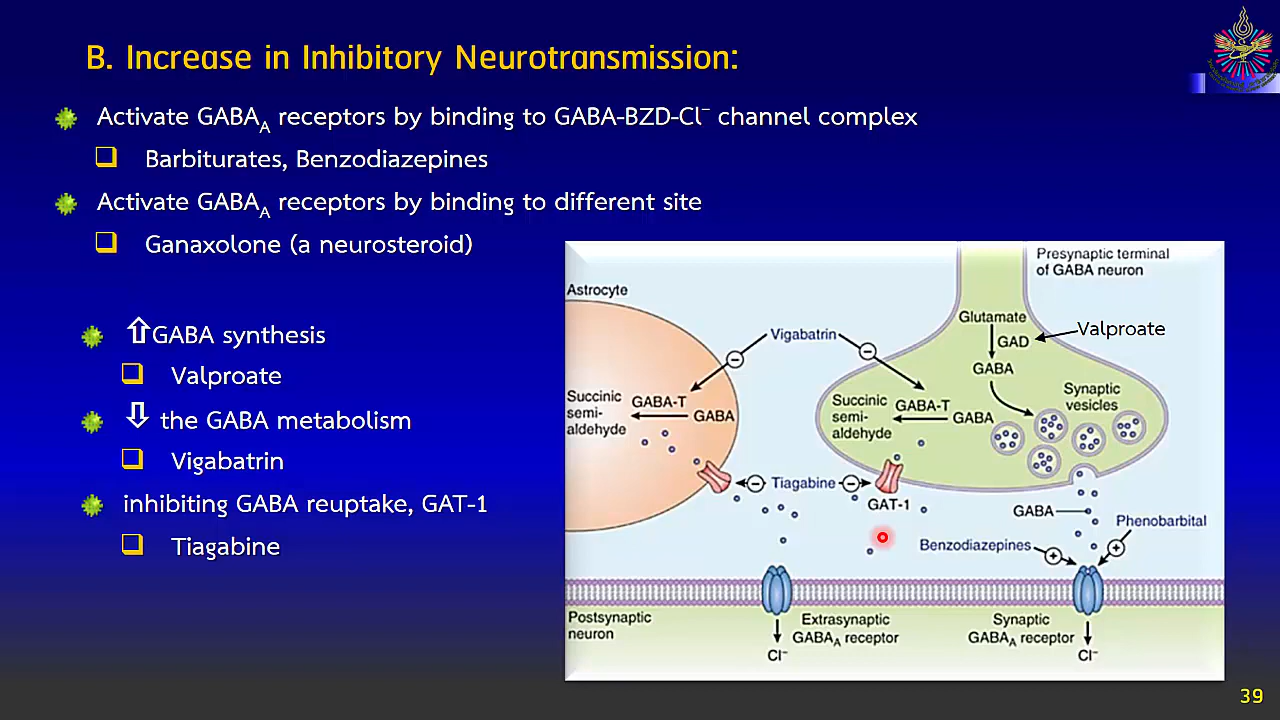 B. Increase in Inhibitory Neurotransmission:
Activate GABAA receptors by binding to GABA-BZD-Cl⁻ channel complex
Barbiturates, Benzodiazepines
Activate GABAA receptors by binding to different site
Ganaxolone (a neurosteroid)
⇧GABA synthesis
Valproate
⇩ the GABA metabolism
Vigabatrin
inhibiting GABA reuptake, GAT-1
Tiagabine
Presynaptic terminal
of GABA neuron
Astrocyte
Glutamate
Vigabatrin
Valproate
GAD
GABA
Synaptic
vesicles
Succinic
semi-
aldehyde
GABA-T
GABA
Succinic
semi-
aldehyde
GABA-T
GABA
Tiagabine
GAT-1
GABA
Phenobarbital
Benzodiazepines
Postsynaptic
neuron
Extrasynaptic
GABAA receptor
Synaptic
GABAA receptor
Cl⁻
Cl⁻
39